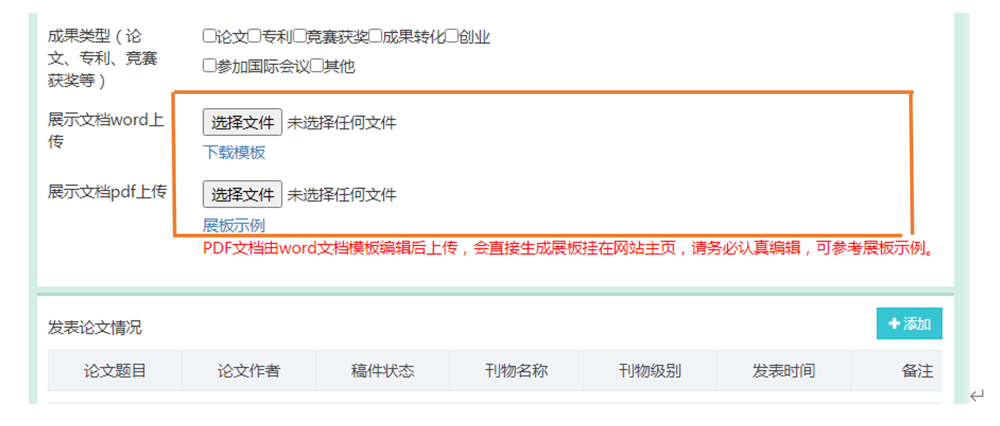 成果类型（论
文、专利、竞赛
获奖等）
论文专利竞赛获奖成果转化创业
参加国际会议其他
展示文档word上
传
选择文件 未选择任何文件
下载模板
展示文档pdf上传
选择文件 未选择任何文件
展板示例
PDF文档由word文档模板编辑后上传，会直接生成展板挂在网站主页，请务必认真编辑，可参考展板示例。
发表论文情况
添加
论文题目 论文作者 稿件状态 刊物名称 刊物级别 发表时间 备注